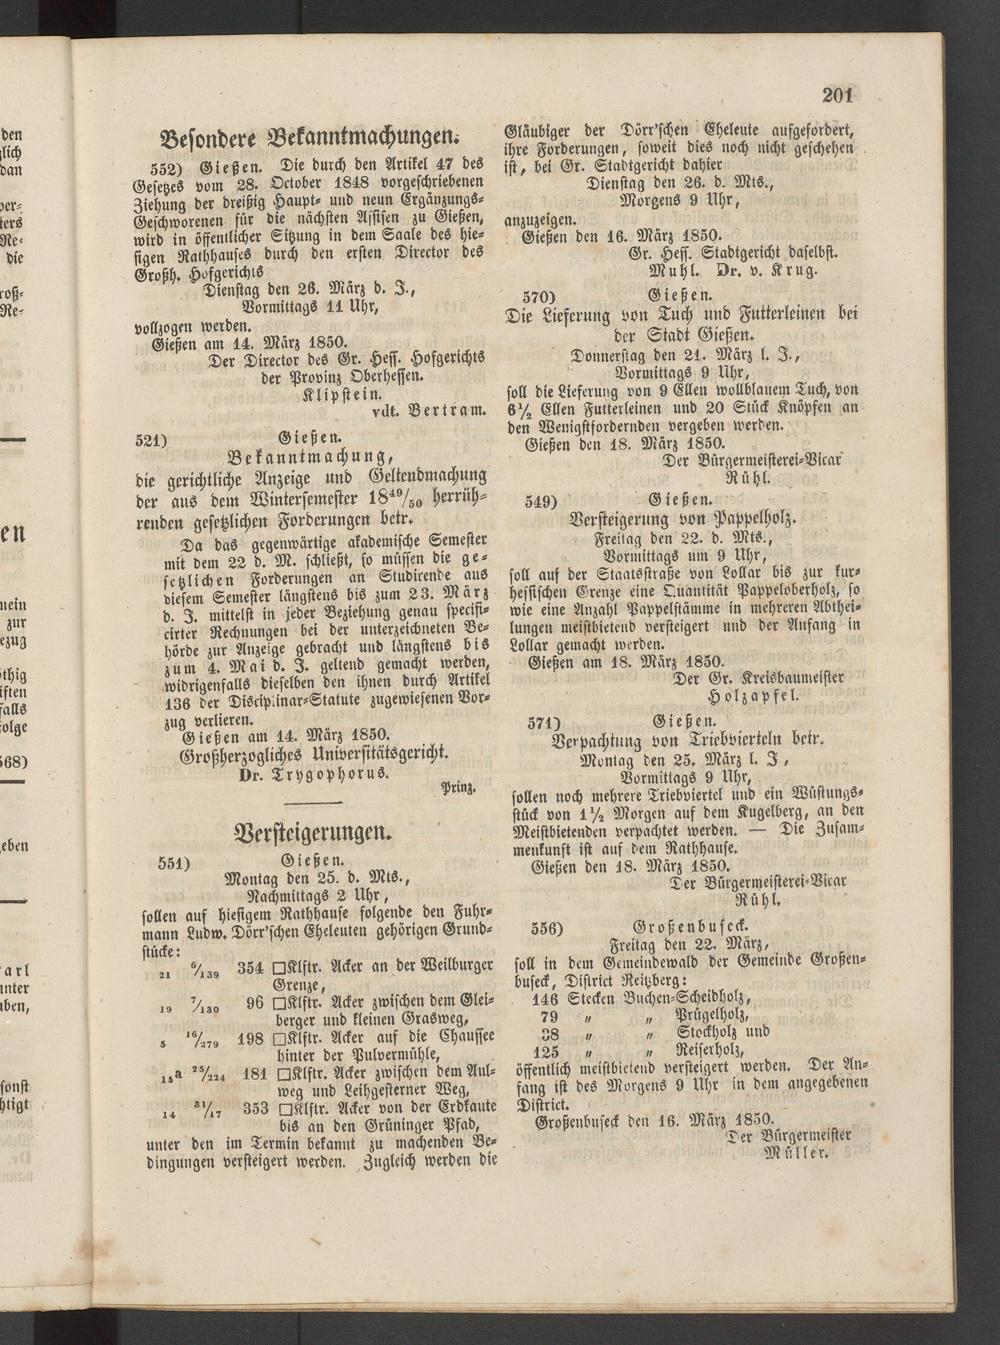 201
Besondere Bekanntmachungen.
552) Gießen. Die durch den Artikel 47 des
Gesetzes vom 28. October 1848 vorgeschriebenen
Ziehung der dreißig Haupt- und neun Ergänzungs-
Geschworenen für die nächsten Assisen zu Gießen,
wird in öffentlicher Sitzung in dem Saale des hie-
sigen Rathhauses durch den ersten Director des
Großh. Hofgerichts
Dienstag den 26. März d. J.,
Vormittags 11 Uhr,
vollzogen werden.
Gießen am 14. März 1850.
Der Director des Gr. Hess. Hofgerichts
der Provinz Oberhessen.
Klipstein.
vdt. Bertram.
521) Gießen.
Bekanntmachung,
die gerichtliche Anzeige und Geltendmachung
der aus dem Wintersemester 18⁴⁹/₅₀ herrüh-
renden gesetzlichen Forderungen betr.
Da das gegenwärtige akademische Semester
mit dem 22 d. M. schließt, so müssen die ge-
setzlichen Forderungen an Studirende aus
diesem Semester längstens bis zum 23. März
d. J. mittelst in jeder Beziehung genau specifi-
cirter Rechnungen bei der unterzeichneten Be-
hörde zur Anzeige gebracht und längstens bis
zum 4. Mai d. J. geltend gemacht werden,
widrigenfalls dieselben den ihnen durch Artikel
136 der Disciplinar-Statute zugewiesenen Vor-
zug verlieren.
Gießen am 14. März 1850.
Großherzogliches Universitätsgericht.
Dr. Trygophorus.
Prinz.
Versteigerungen.
551) Gießen.
Montag den 25. d. Mts.,
Nachmittags 2 Uhr,
sollen auf hiesigem Rathhause folgende den Fuhr-
mann Ludw. Dörr'schen Eheleuten gehörigen Grund-
stücke:
21 6/139 354 □Klftr. Acker an der Weilburger
Grenze,
19 7/130 96 □Klftr. Acker zwischen dem Glei-
berger und kleinen Grasweg,
5 16/279 198 □Klftr. Acker auf die Chaussee
hinter der Pulvermühle,
15a 25/224 181 □Klftr. Acker zwischen dem Aul-
weg und Leihgesterner Weg,
14 31/17 353 □Klftr. Acker von der Erdkaute
bis an den Grüninger Pfad,
unter den im Termin bekannt zu machenden Be-
dingungen versteigert werden. Zugleich werden die
Gläubiger der Dörr'schen Eheleute aufgefordert,
ihre Forderungen, soweit dies noch nicht geschehen
ist, bei Gr. Stadtgericht dahier
Dienstag den 26. d. Mts.,
Morgens 9 Uhr,
anzuzeigen.
Gießen den 16. März 1850.
Gr. Hess. Stadtgericht daselbst.
Muhl. Dr. v. Krug.
570) Gießen.
Die Lieferung von Tuch und Futterleinen bei
der Stadt Gießen.
Donnerstag den 21. März l. J.,
Vormittags 9 Uhr,
soll die Lieferung von 9 Ellen wollblauem Tuch, von
6½ Ellen Futterleinen und 20 Stück Knöpfen an
den Wenigstfordernden vergeben werden.
Gießen den 18. März 1850.
Der Bürgermeisterei-Vicar
Rühl.
549) Gießen.
Versteigerung von Pappelholz.
Freitag den 22. d. Mts.,
Vormittags um 9 Uhr,
soll auf der Staatsstraße von Lollar bis zur kur-
hessischen Grenze eine Quantität Pappeloberholz, so
wie eine Anzahl Pappelstämme in mehreren Abthei-
lungen meistbietend versteigert und der Anfang in
Lollar gemacht werden.
Gießen am 18. März 1850.
Der Gr. Kreisbaumeister
Holzapfel.
571) Gießen.
Verpachtung von Triebvierteln betr.
Montag den 25. März l. J,
Vormittags 9 Uhr,
sollen noch mehrere Triebviertel und ein Wüstungs-
stück von 1½ Morgen auf dem Kugelberg, an den
Meistbietenden verpachtet werden. — Die Zusam-
menkunft ist auf dem Rathhause.
Gießen den 18. März 1850.
Der Bürgermeisterei-Vicar
Rühl.
556) Großenbuseck.
Freitag den 22. März,
soll in dem Gemeindewald der Gemeinde Großen-
buseck, District Reitzberg:
146 Stecken Buchen-Scheidholz,
79 " " Prügelholz,
38 " " Stockholz und
125 " " Reiserholz,
öffentlich meistbietend versteigert werden. Der An-
fang ist des Morgens 9 Uhr in dem angegebenen
District.
Großenbuseck den 16. März 1850.
Der Bürgermeister
Müller.